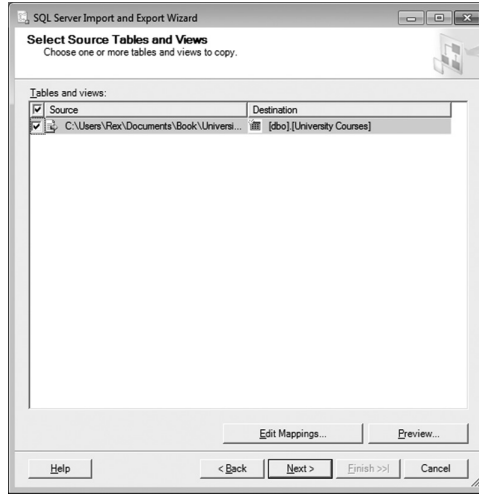 SQL Server Import and Export Wizard
Select Source Tables and Views
Choose one or more tables and views to copy.
Tables and views:
Source Destination
C:\Users\Rex\Documents\Book\Universi... [dbo].[University Courses]
Edit Mappings... Preview...
Help < Back Next > Finish >>| Cancel